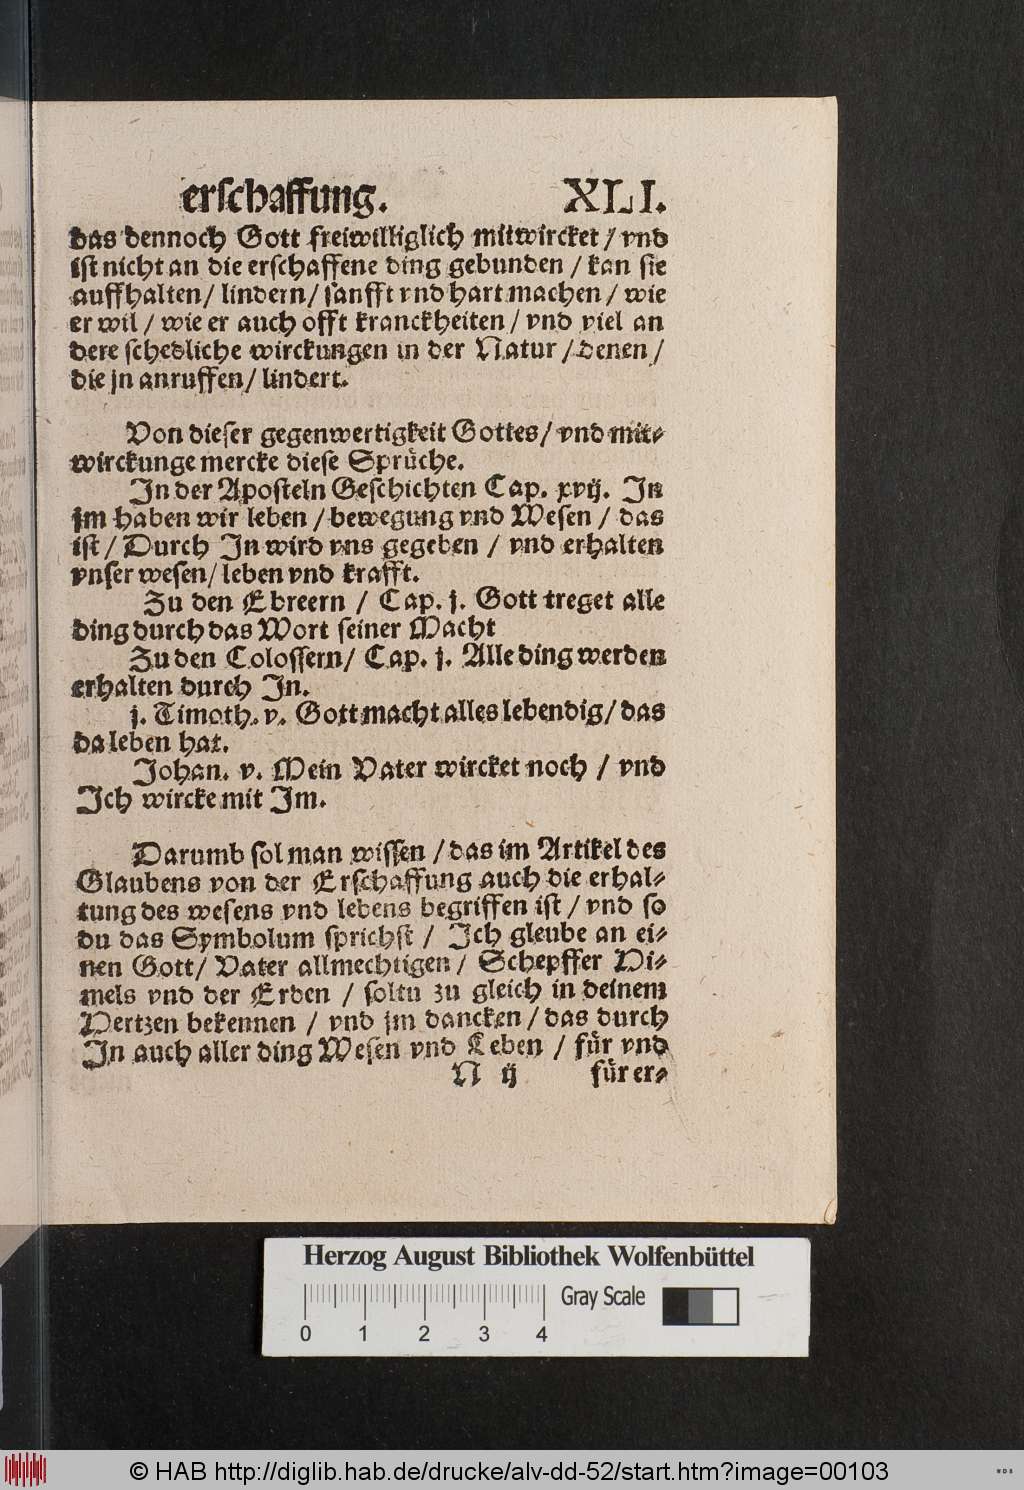 erschaffung. XLI.
das dennoch Gott freiwilliglich mitwircket / vnd
ist nicht an die erschaffene ding gebunden / kan sie
auffhalten / lindern / sanfft vnd hart machen / wie
er wil / wie er auch offt kranckheiten / vnd viel an
dere schedliche wirckungen in der Natur / denen /
die jn anruffen / lindert.
Von dieser gegenwertigkeit Gottes / vnd mit-
wirckunge mercke diese Sprüche.
In der Aposteln Geschichten Cap. xvij. In
jm haben wir leben / bewegung vnd Wesen / das
ist / Durch In wird vns gegeben / vnd erhalten
vnser wesen / leben vnd krafft.
Zu den Ebreern / Cap. j. Gott treget alle
ding durch das Wort seiner Macht
Zu den Colossern / Cap. j. Alle ding werden
erhalten durch In.
j. Timoth. v. Gott macht alles lebendig / das
da leben hat.
Johan. v. Mein Vater wircket noch / vnd
Ich wircke mit Im.
Darumb sol man wissen / das im Artikel des
Glaubens von der Erschaffung auch die erhal-
tung des wesens vnd lebens begriffen ist / vnd so
du das Symbolum sprichst / Ich gleube an ei-
nen Gott / Vater allmechtigen / Schepffer Hi-
mels vnd der Erden / soltu zu gleich in deinem
Hertzen bekennen / vnd jm dancken / das durch
In auch aller ding Wesen vnd Leben / für vnd
N ij für er-
Herzog August Bibliothek Wolfenbüttel
Gray Scale
0 1 2 3 4
© HAB http://diglib.hab.de/drucke/alv-dd-52/start.htm?image=00103